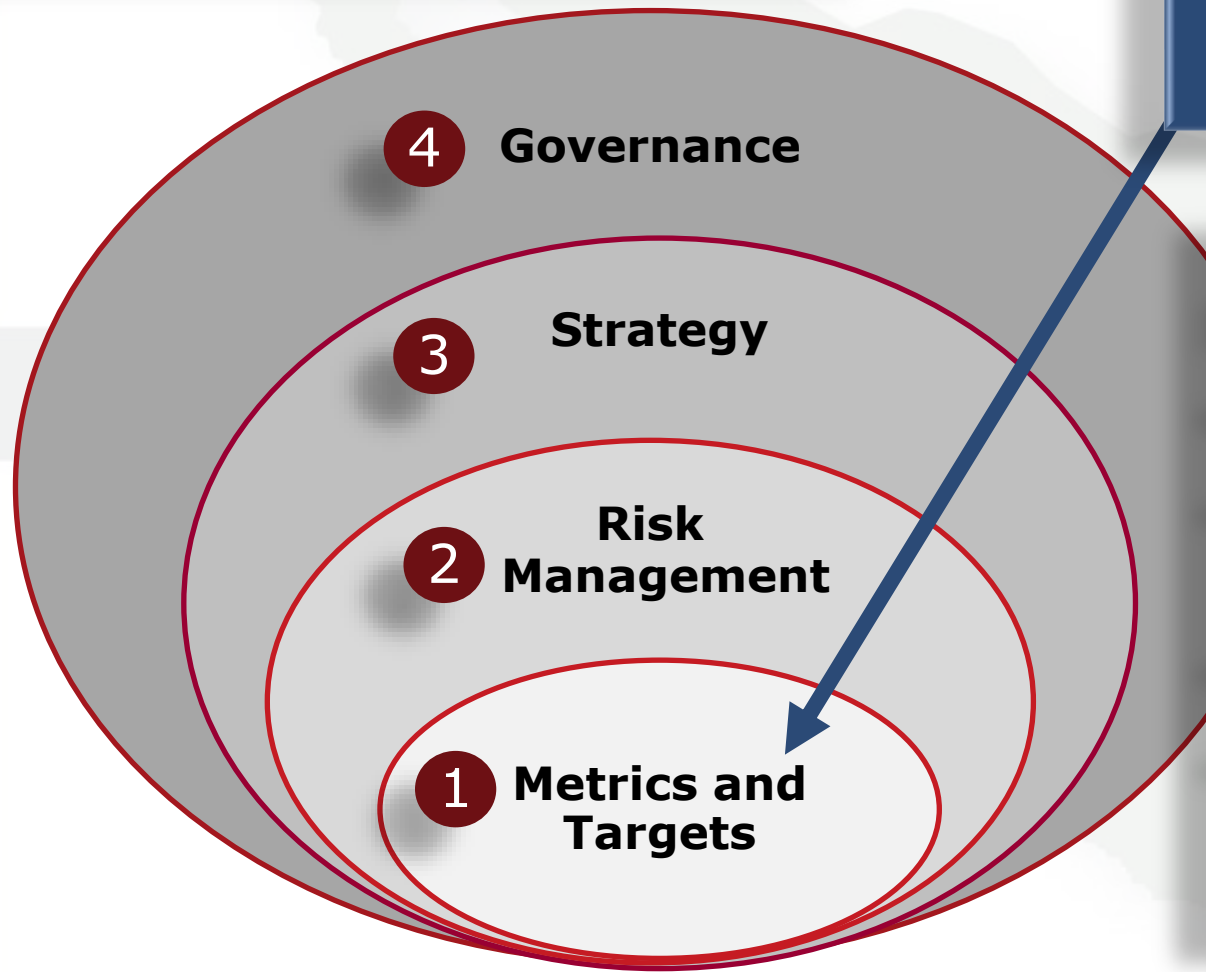 4 Governance
3 Strategy
Risk
2 Management
1 Metrics and
Targets